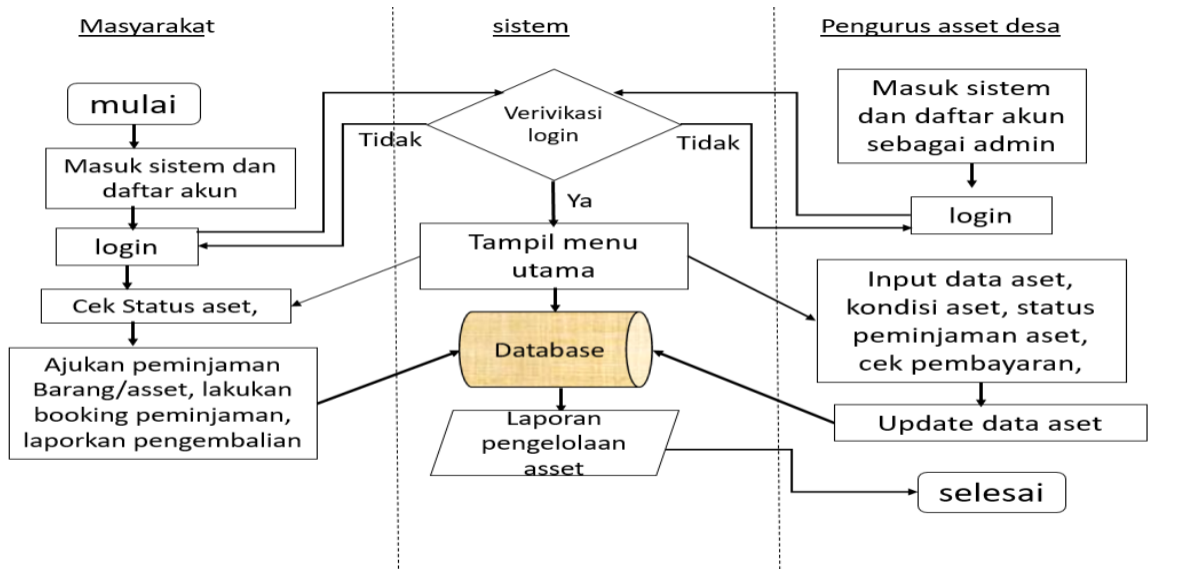 Masyarakat
sistem
Pengurus asset desa
mulai
Masuk sistem dan
daftar akun
login
Cek Status aset,
Ajukan peminjaman
Barang/asset, lakukan
booking peminjaman,
laporkan pengembalian
Verivikasi
login
Tidak
Tidak
Ya
Tampil menu
utama
Database
Laporan
pengelolaan
asset
Masuk sistem
dan daftar akun
sebagai admin
login
Input data aset,
kondisi aset, status
peminjaman aset,
cek pembayaran,
Update data aset
selesai